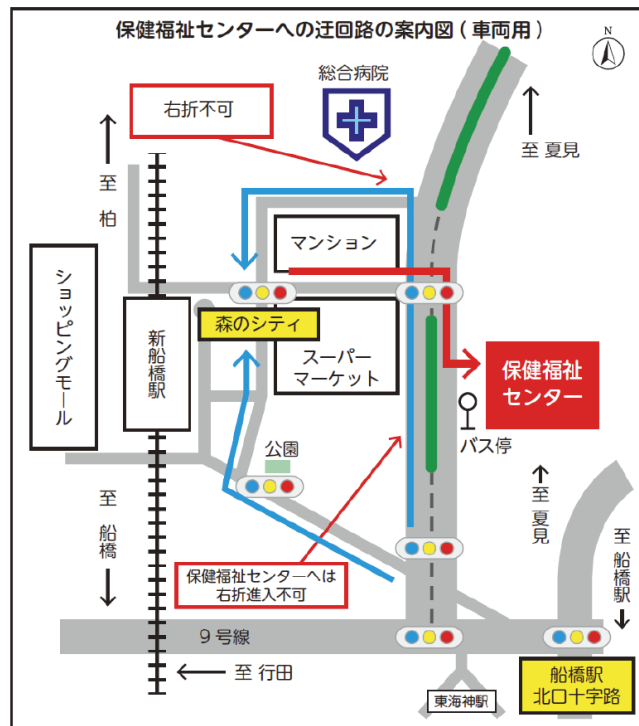 保健福祉センターへの迂回路の案内図(車両用)
N
総合病院
右折不可
至 夏見
至 柏
マンション
ショッピングモール
新船橋駅
森のシティ
スーパー
マーケット
保健福祉
センター
バス停
公園
至 夏見
至 船橋駅
至 船橋
保健福祉センターへは
右折進入不可
9号線
至 行田
東海神駅
船橋駅
北口十字路